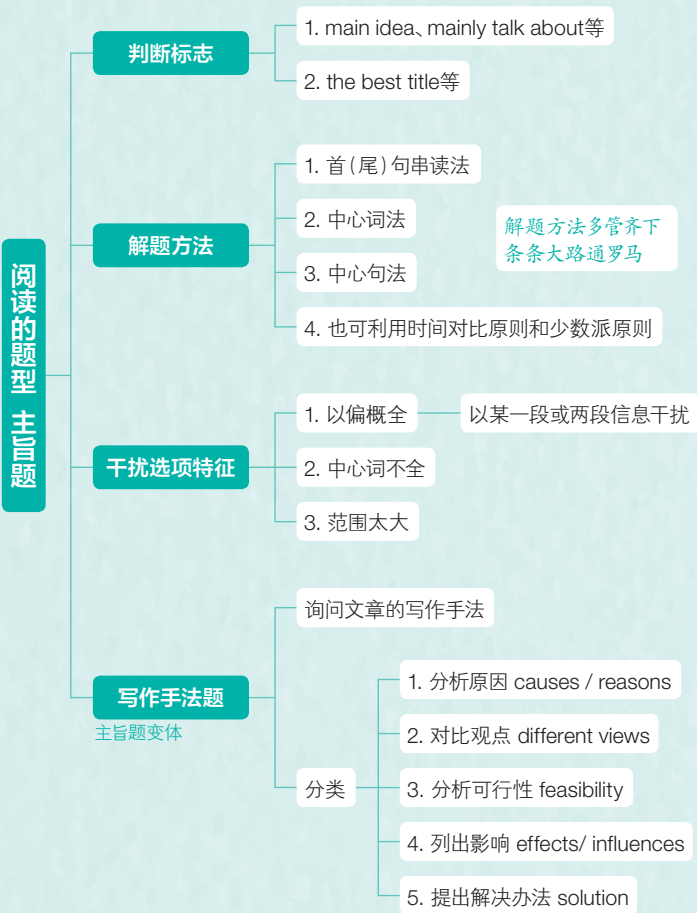 阅读的题型 主旨题
判断标志
1. main idea、mainly talk about等
2. the best title等
解题方法
1. 首(尾)句串读法
2. 中心词法
3. 中心句法
4. 也可利用时间对比原则和少数派原则
解题方法多管齐下
条条大路通罗马
干扰选项特征
1. 以偏概全
以某一段或两段信息干扰
2. 中心词不全
3. 范围太大
写作手法题
主旨题变体
询问文章的写作手法
分类
1. 分析原因 causes / reasons
2. 对比观点 different views
3. 分析可行性 feasibility
4. 列出影响 effects/ influences
5. 提出解决办法 solution